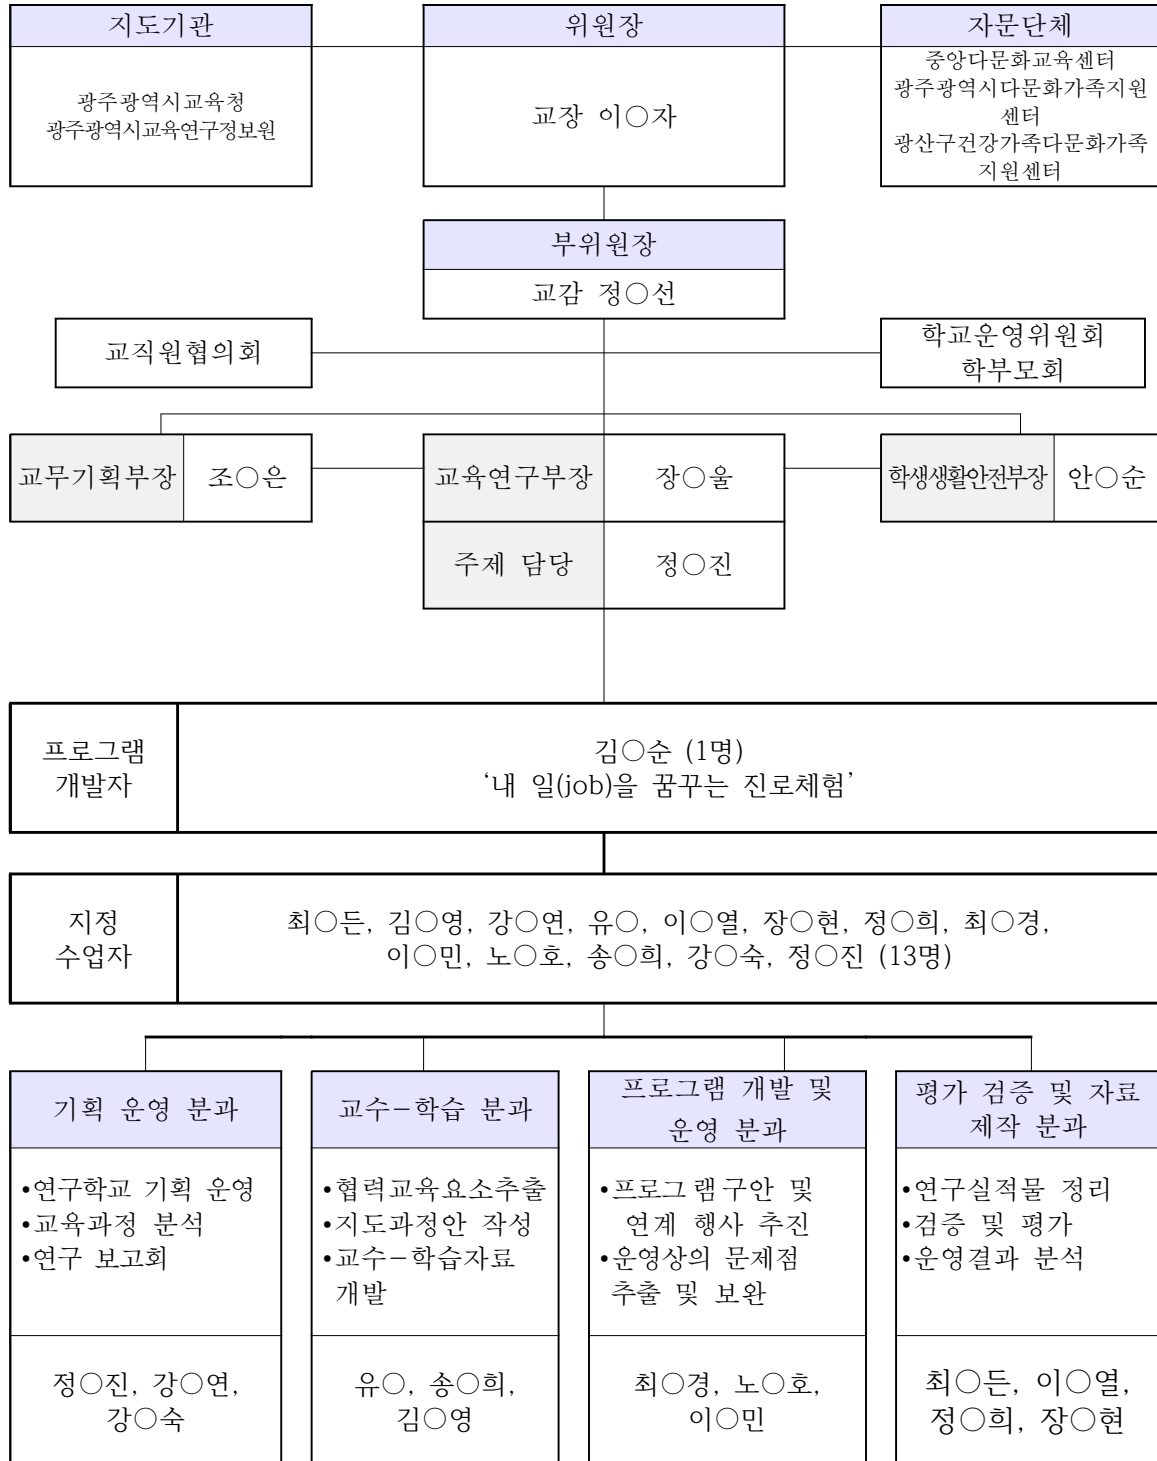 지도기관
위원장
자문단체
광주광역시교육청
광주광역시교육연구정보원
교장 이○자
중앙다문화교육센터
광주광역시다문화가족지원
센터
광산구건강가족다문화가족
지원센터
부위원장
교감 정○선
교직원협의회
학교운영위원회
학부모회
교무기획부장
조○은
교육연구부장
장○울
학생생활안전부장
안○순
주제 담당
정○진
프로그램
개발자
김○순 (1명)
‘내 일(job)을 꿈꾸는 진로체험’
지정
수업자
최○든, 김○영, 강○연, 유○, 이○열, 장○현, 정○희, 최○경,
이○민, 노○호, 송○희, 강○숙, 정○진 (13명)
기획 운영 분과
•연구학교 기획 운영
•교육과정 분석
•연구 보고회
정○진, 강○연,
강○숙
교수-학습 분과
•협력교육요소추출
•지도과정안 작성
•교수-학습자료
개발
유○, 송○희,
김○영
프로그램 개발 및
운영 분과
•프로그램구안 및
연계 행사 추진
•운영상의 문제점
추출 및 보완
최○경, 노○호,
이○민
평가 검증 및 자료
제작 분과
•연구실적물 정리
•검증 및 평가
•운영결과 분석
최○든, 이○열,
정○희, 장○현